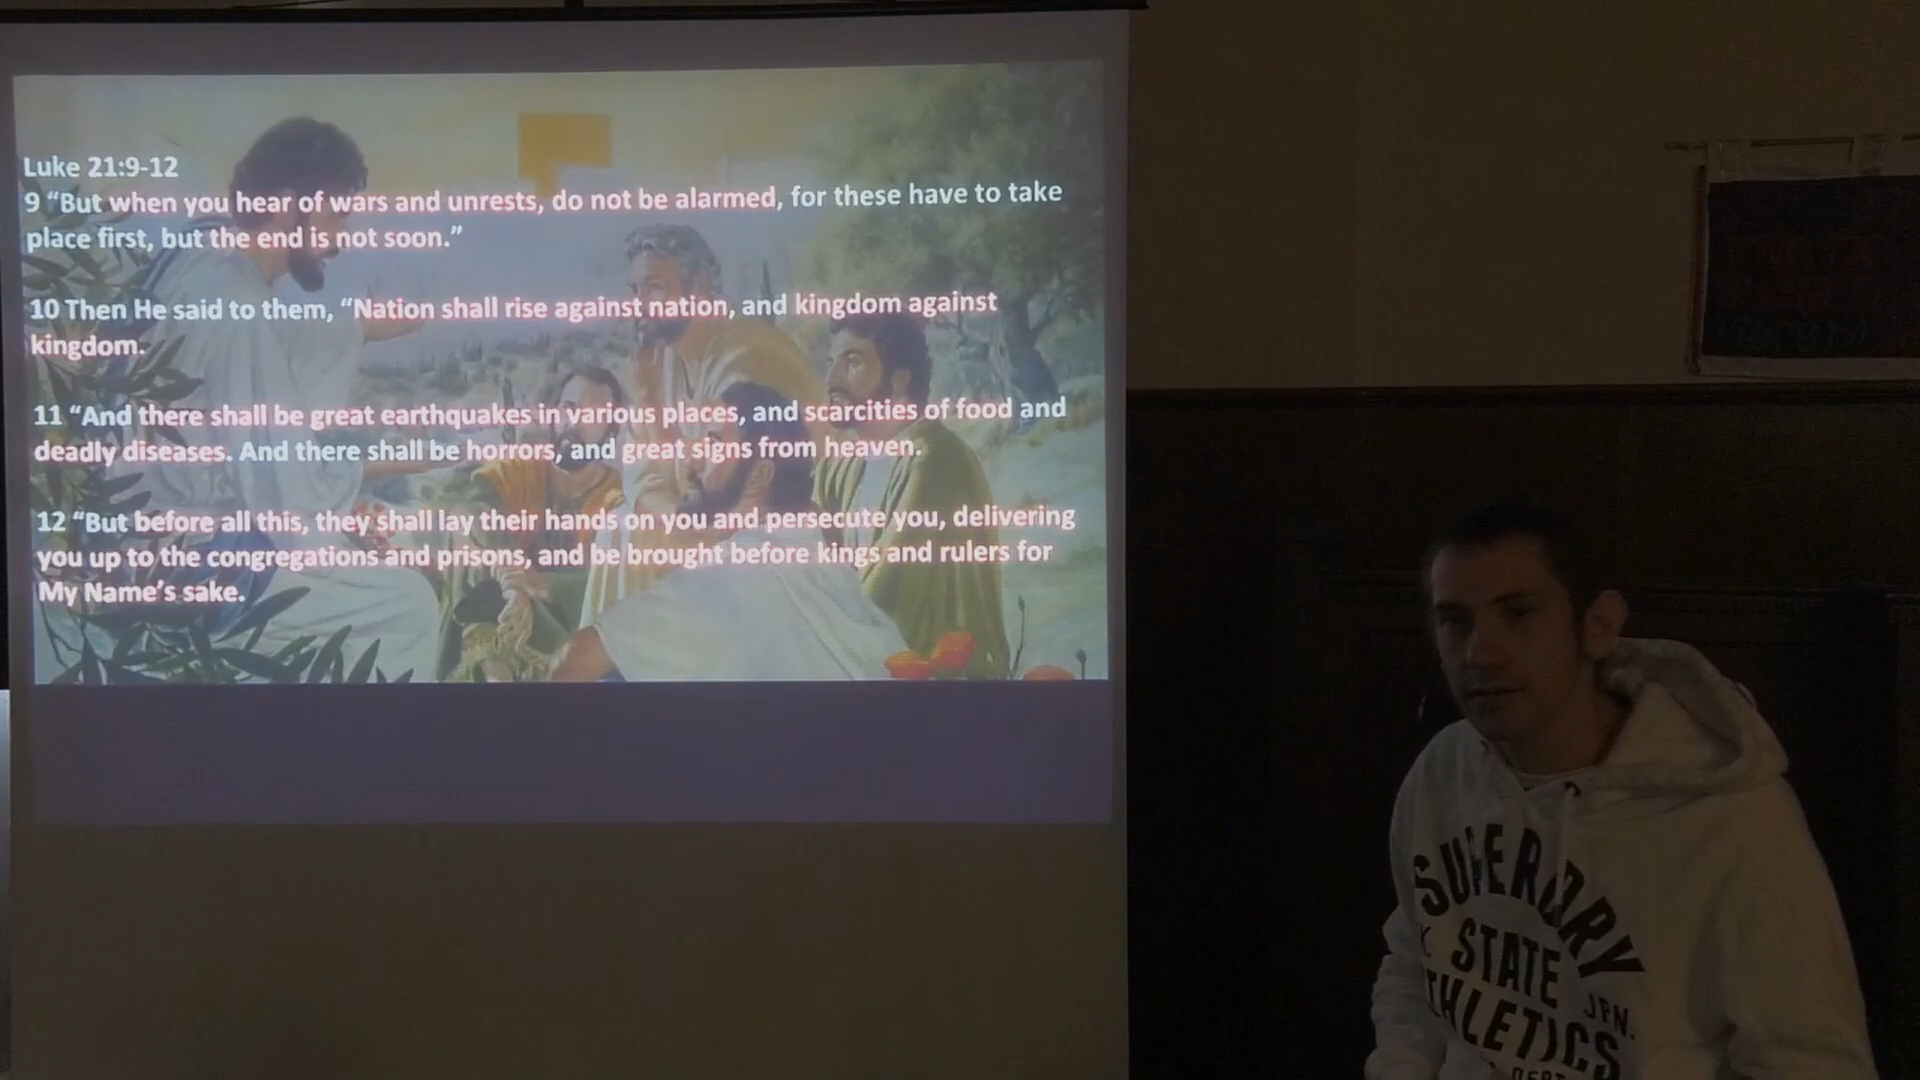 Luke 21:9-12
9 “But when you hear of wars and unrests, do not be alarmed, for these have to take
place first, but the end is not soon.”
10 Then He said to them, “Nation shall rise against nation, and kingdom against
kingdom.
11 “And there shall be great earthquakes in various places, and scarcities of food and
deadly diseases. And there shall be horrors, and great signs from heaven.
12 “But before all this, they shall lay their hands on you and persecute you, delivering
you up to the congregations and prisons, and be brought before kings and rulers for
My Name’s sake.
SUPERDRY
STATE
JPN.
ATHLETICS